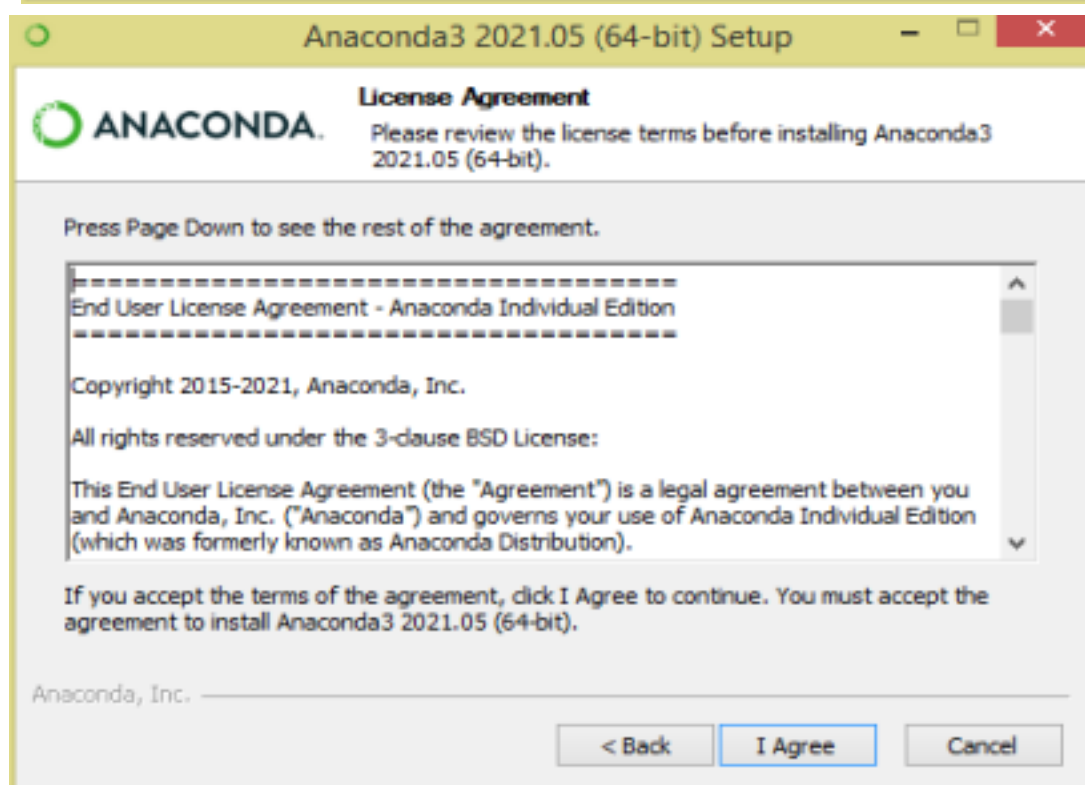 Anaconda3 2021.05 (64-bit) Setup
ANACONDA.
License Agreement
Please review the license terms before installing Anaconda3
2021.05 (64-bit).
Press Page Down to see the rest of the agreement.
===================================
End User License Agreement - Anaconda Individual Edition
===================================
Copyright 2015-2021, Anaconda, Inc.
All rights reserved under the 3-clause BSD License:
This End User License Agreement (the "Agreement") is a legal agreement between you
and Anaconda, Inc. ("Anaconda") and governs your use of Anaconda Individual Edition
(which was formerly known as Anaconda Distribution).
If you accept the terms of the agreement, click I Agree to continue. You must accept the
agreement to install Anaconda3 2021.05 (64-bit).
Anaconda, Inc.
< Back
I Agree
Cancel